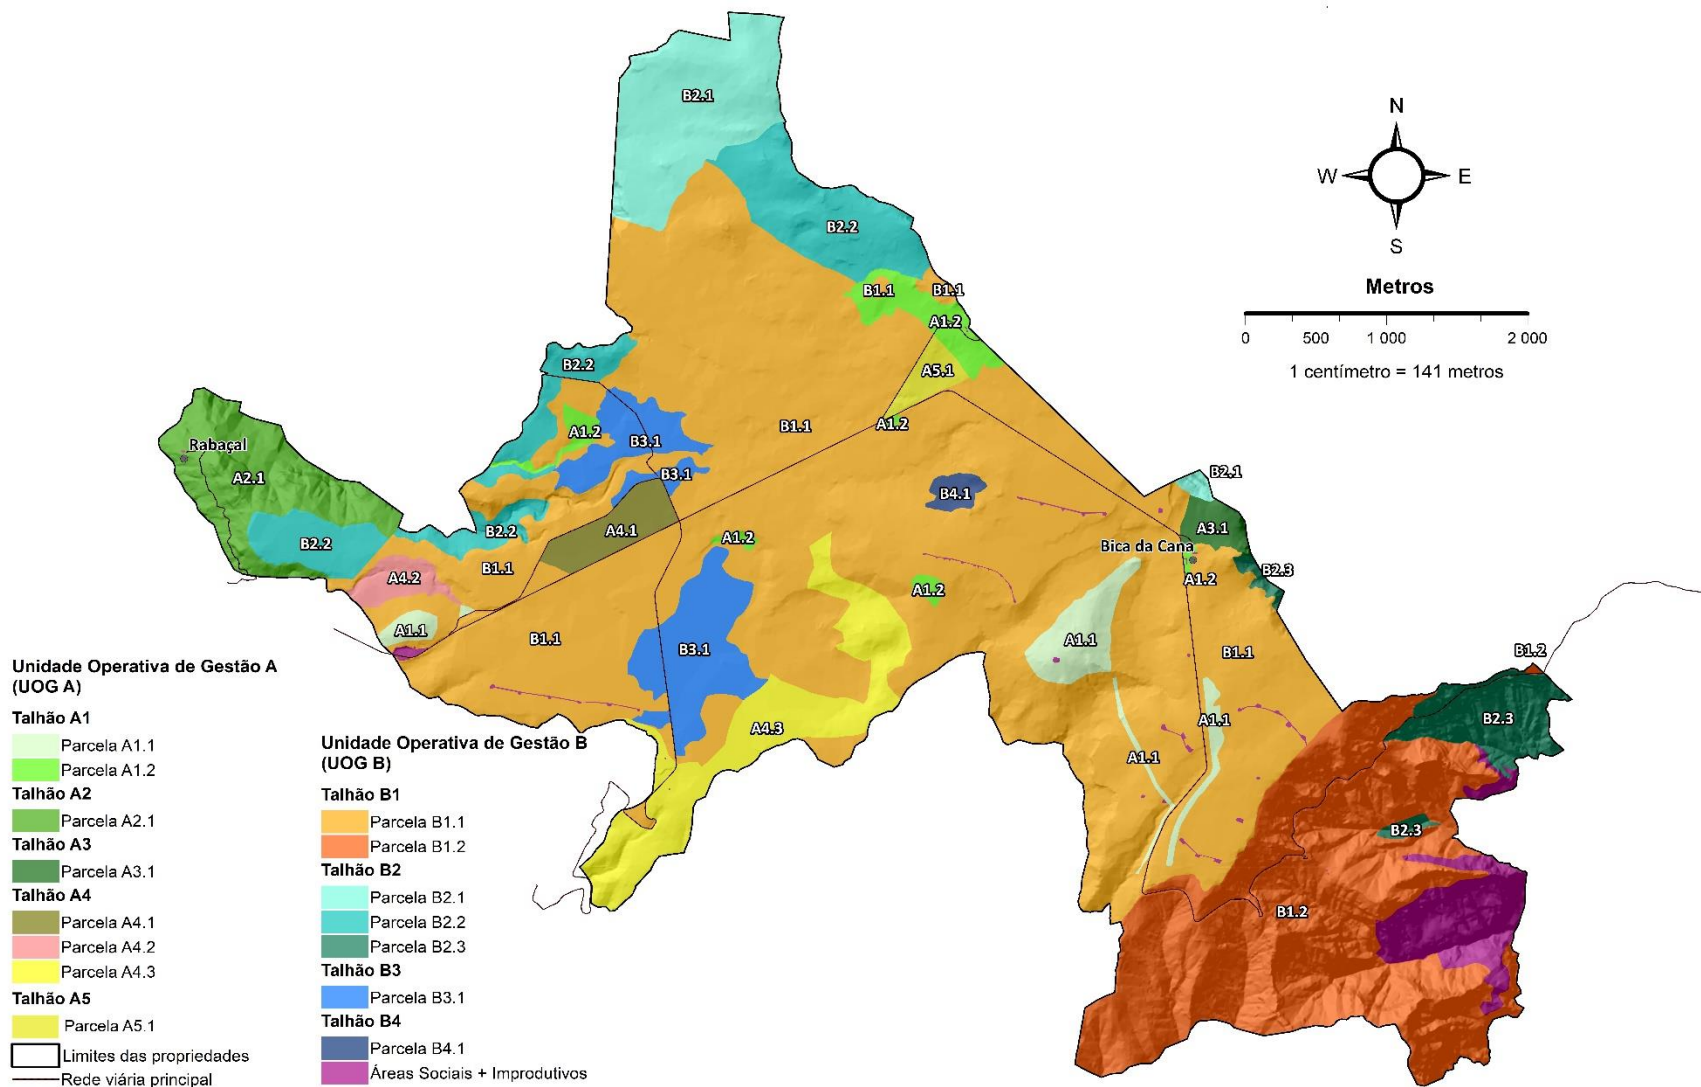 B2.1
N
W E
S
B2.2
Metros
0 500 1 000 2 000
1 centímetro = 141 metros
B1.1
B1.1
A1.2
B2.2
A5.1
A1.2
B1.1
A1.2
B3.1
Rabaçal
A2.1
B3.1
B2.1
B4.1
B2.2
B2.2
A4.1
A3.1
A1.2
Bica da Cana
B1.1
A4.2
B2.3
A1.2
A1.2
A1.1
B1.1
B3.1
A1.1
B1.1
B1.2
A4.3
A1.1
B2.3
A1.1
B2.3
B1.2
Unidade Operativa de Gestão A
(UOG A)
Talhão A1
Parcela A1.1
Parcela A1.2
Talhão A2
Parcela A2.1
Talhão A3
Parcela A3.1
Talhão A4
Parcela A4.1
Parcela A4.2
Parcela A4.3
Talhão A5
Parcela A5.1
Limites das propriedades
Rede viária principal
Unidade Operativa de Gestão B
(UOG B)
Talhão B1
Parcela B1.1
Parcela B1.2
Talhão B2
Parcela B2.1
Parcela B2.2
Parcela B2.3
Talhão B3
Parcela B3.1
Talhão B4
Parcela B4.1
Áreas Sociais + Improdutivos